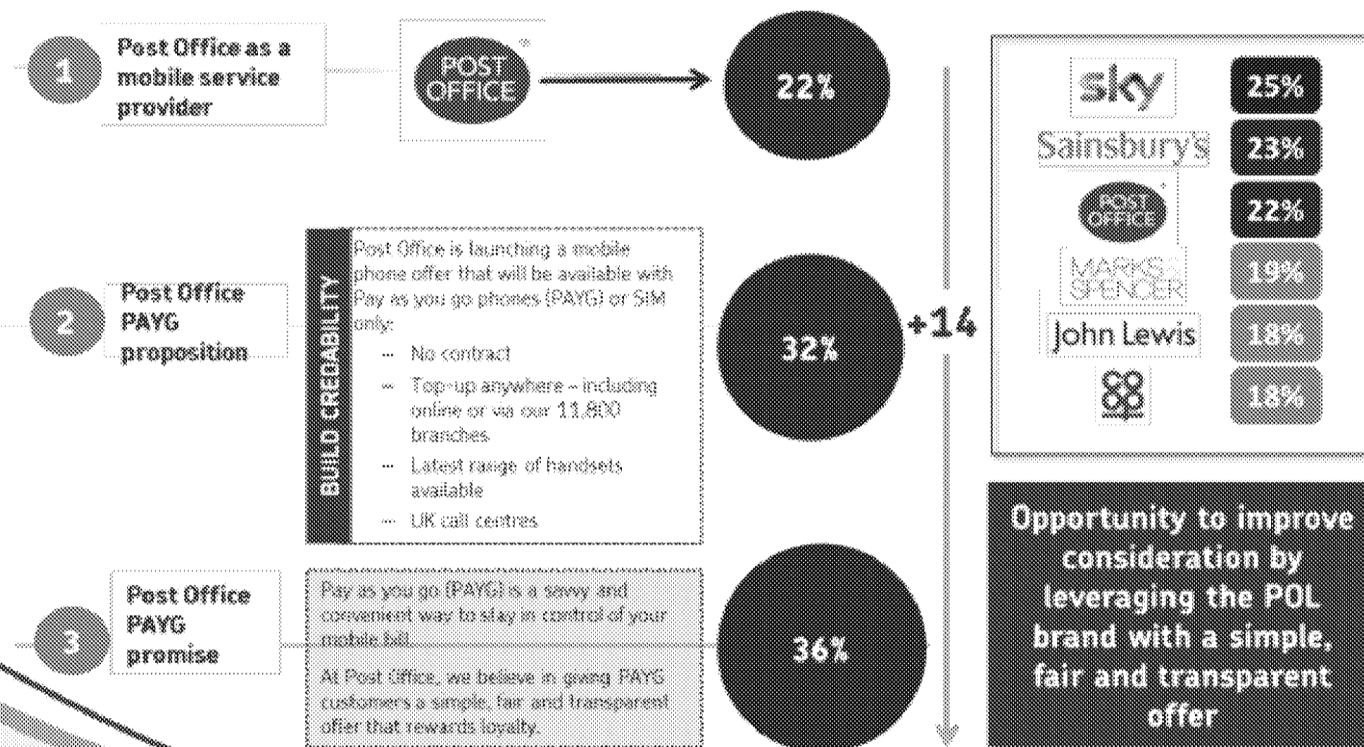 1
Post Office as a
mobile service
provider
POST
OFFICE
22%
2
Post Office
PAYG
proposition
BUILD CREDABILITY
Post Office is launching a mobile
phone offer that will be available with
Pay as you go phones (PAYG) or SIM
only:
– No contract
– Top-up anywhere – including
online or via our 11,800
branches
– Latest range of handsets
available
– UK call centres
32%
+14
3
Post Office
PAYG
promise
Pay as you go (PAYG) is a savvy and
convenient way to stay in control of your
mobile bill.
At Post Office, we believe in giving PAYG
customers a simple, fair and transparent
offer that rewards loyalty.
36%
sky 25%
Sainsbury's 23%
POST
OFFICE 22%
MARKS &
SPENCER 19%
John Lewis 18%
co
op 18%
Opportunity to improve
consideration by
leveraging the POL
brand with a simple,
fair and transparent
offer